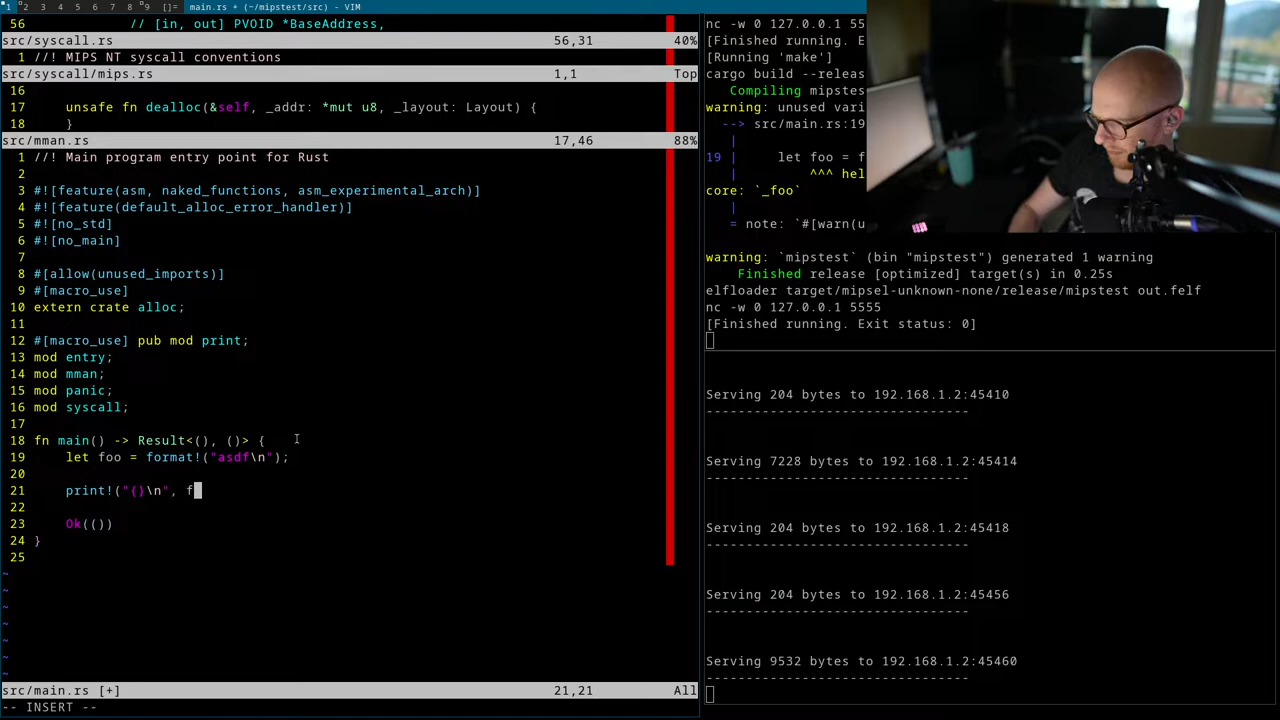 1 2 3 4 5 6 7 8 9 []= main.rs + (~/mipstest/src) - VIM
56 // [in, out] PVOID *BaseAddress,
src/syscall.rs 56,31 40%
1 //! MIPS NT syscall conventions
src/syscall/mips.rs 1,1 Top
16
17 unsafe fn dealloc(&self, _addr: *mut u8, _layout: Layout) {
18 }
src/mman.rs 17,46 88%
1 //! Main program entry point for Rust
2
3 #![feature(asm, naked_functions, asm_experimental_arch)]
4 #![feature(default_alloc_error_handler)]
5 #![no_std]
6 #![no_main]
7
8 #[allow(unused_imports)]
9 #[macro_use]
10 extern crate alloc;
11
12 #[macro_use] pub mod print;
13 mod entry;
14 mod mman;
15 mod panic;
16 mod syscall;
17
18 fn main() -> Result<(), ()> {
19 let foo = format!("asdf\n");
20
21 print!("{}\n", f
22
23 Ok(())
24 }
25
~
~
~
~
~
~
~
src/main.rs [+] 21,21 All
-- INSERT --
nc -w 0 127.0.0.1 5555
[Finished running. E
[Running 'make']
cargo build --releas
Compiling mipstes
warning: unused vari
--> src/main.rs:19
|
19 | let foo = f
| ^^^ hel
core: `_foo`
|
= note: `#[warn(u
warning: `mipstest` (bin "mipstest") generated 1 warning
Finished release [optimized] target(s) in 0.25s
elfloader target/mipsel-unknown-none/release/mipstest out.felf
nc -w 0 127.0.0.1 5555
[Finished running. Exit status: 0]
Serving 204 bytes to 192.168.1.2:45410
---------------------------------
Serving 7228 bytes to 192.168.1.2:45414
---------------------------------
Serving 204 bytes to 192.168.1.2:45418
---------------------------------
Serving 204 bytes to 192.168.1.2:45456
---------------------------------
Serving 9532 bytes to 192.168.1.2:45460
---------------------------------